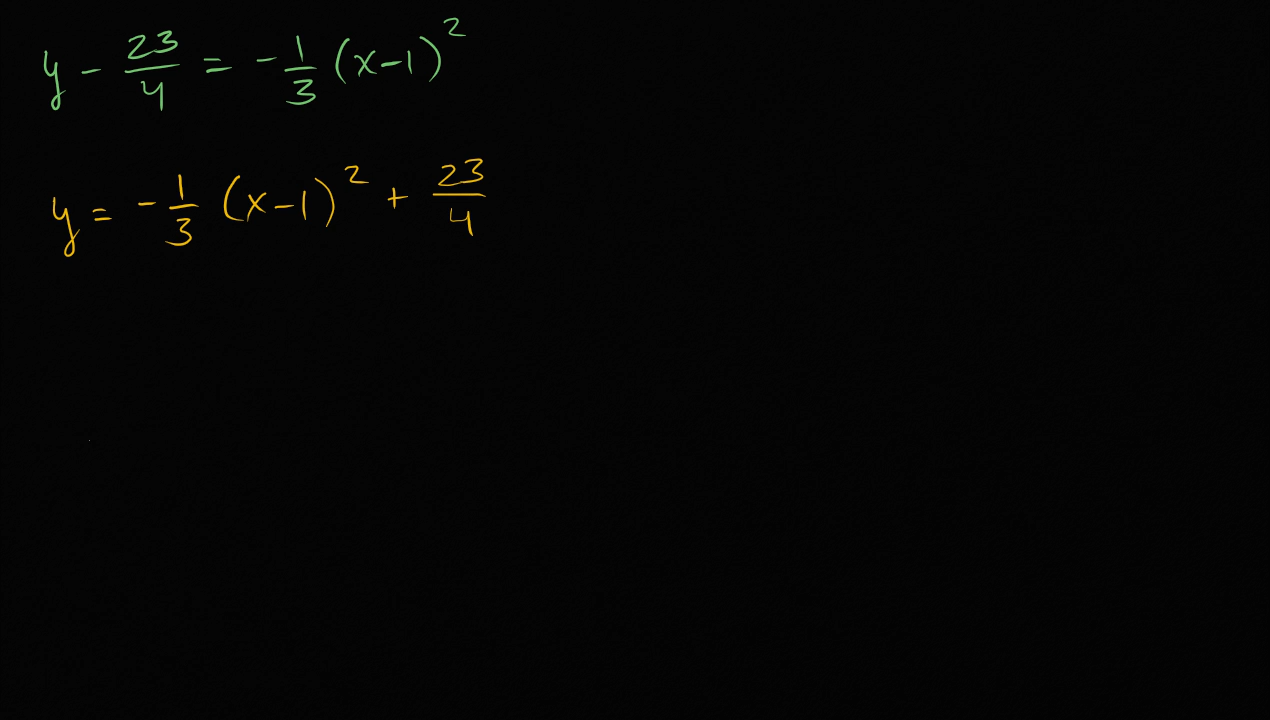 y - 23/4 = -1/3 (x-1)²
y = -1/3 (x-1)² + 23/4